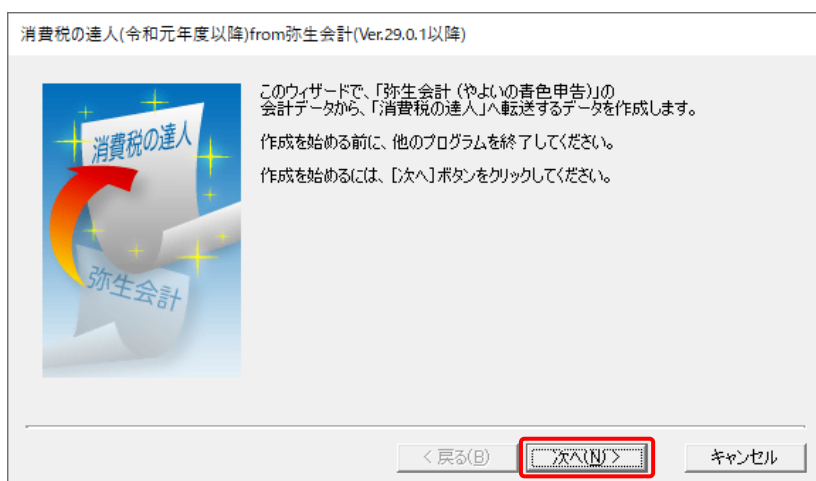 消費税の達人(令和元年度以降)from弥生会計(Ver.29.0.1以降)
消費税の達人
弥生会計
このウィザードで、「弥生会計 (やよいの青色申告)」の
会計データから、「消費税の達人」へ転送するデータを作成します。
作成を始める前に、他のプログラムを終了してください。
作成を始めるには、[次へ]ボタンをクリックしてください。
< 戻る(B)
次へ(N) >
キャンセル